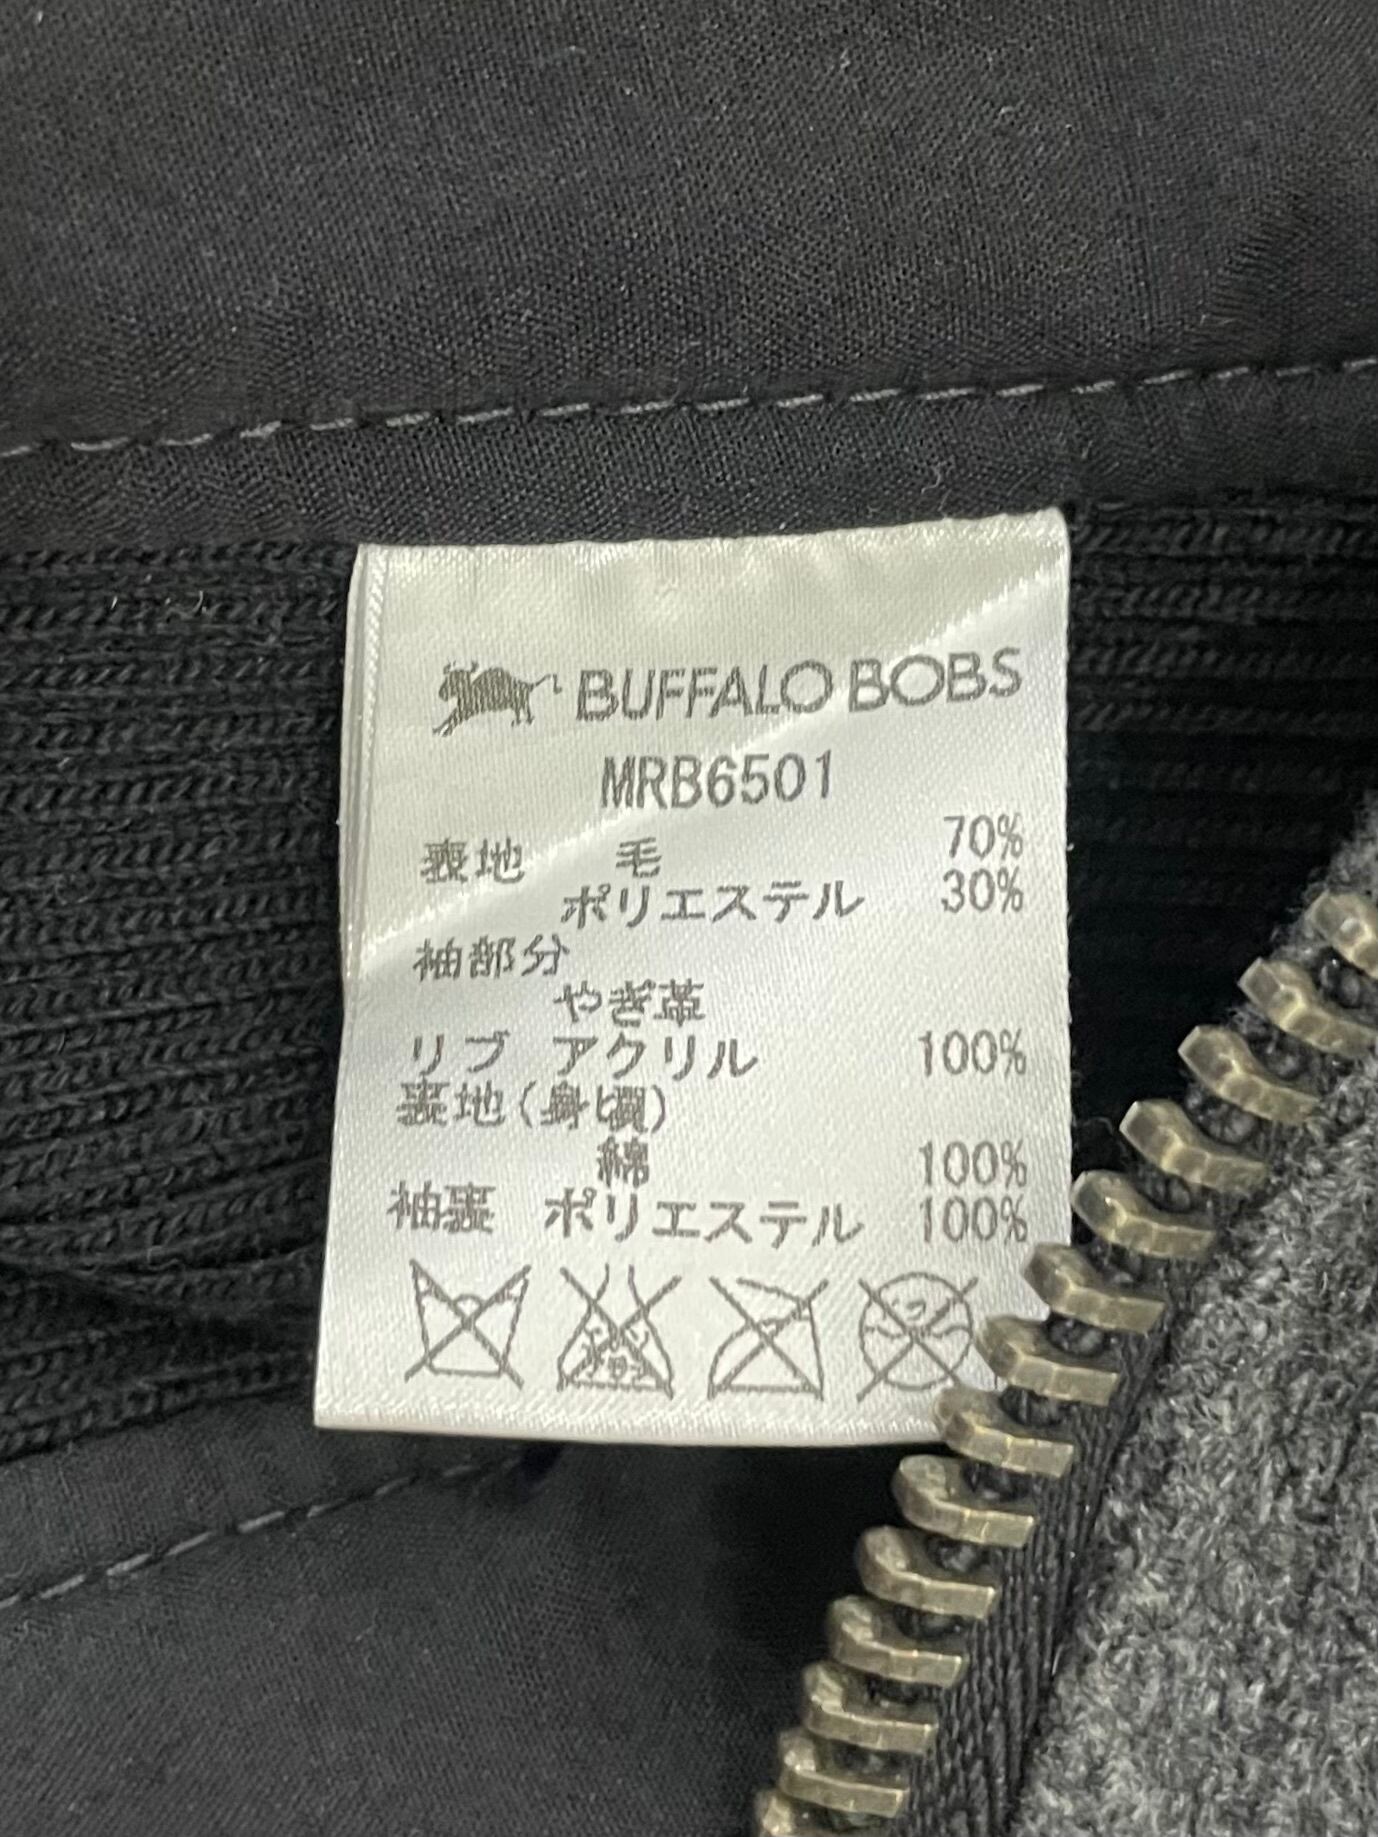 BUFFALO BOBS
MRB6501
表地 毛 70%
ポリエステル 30%
袖部分
やぎ革
リブ アクリル 100%
裏地(身頃)
綿 100%
袖裏 ポリエステル 100%